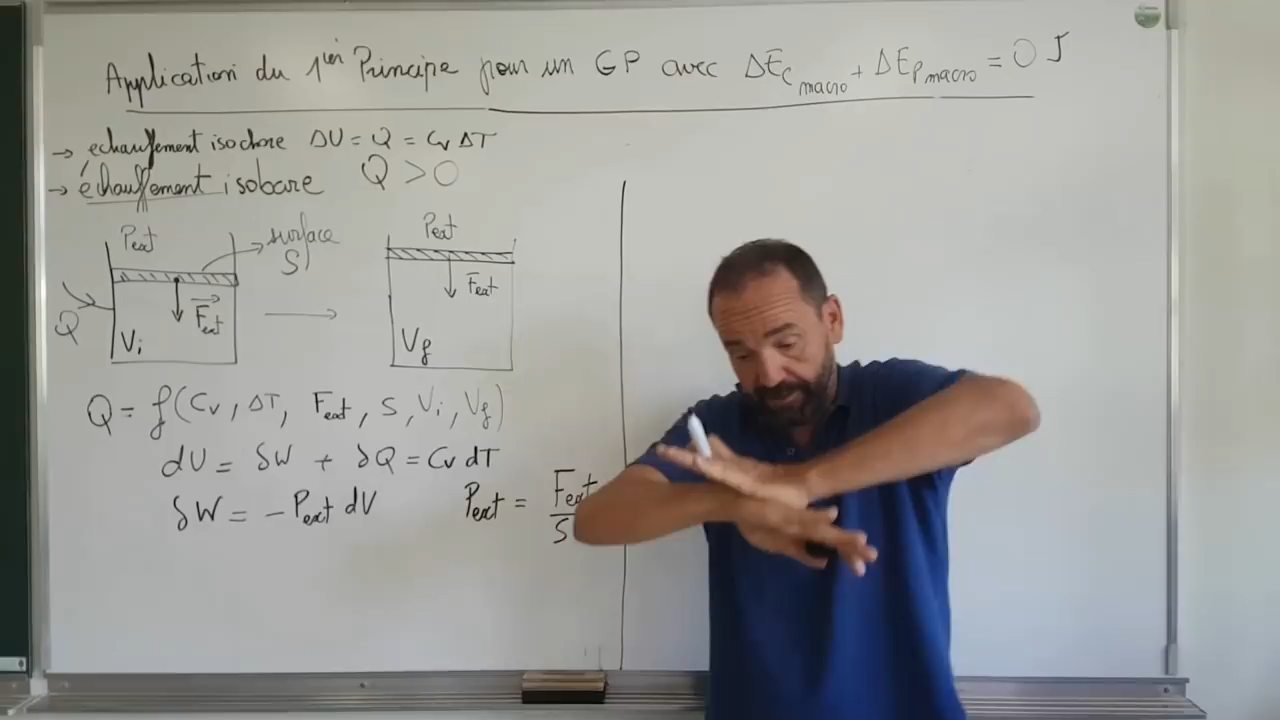 Application du 1er Principe pour un GP avec ΔEc macro + ΔEp macro = 0 J
→ echauffement isochore ΔU = Q = Cv ΔT
→ échauffement isobare Q > 0
Pext
surface S
Fext
Q
Vi
Pext
Fext
Vf
Q = f(Cv, ΔT, Fext, S, Vi, Vf)
dU = δW + δQ = Cv dT
δW = - Pext dV Pext = Fext / S